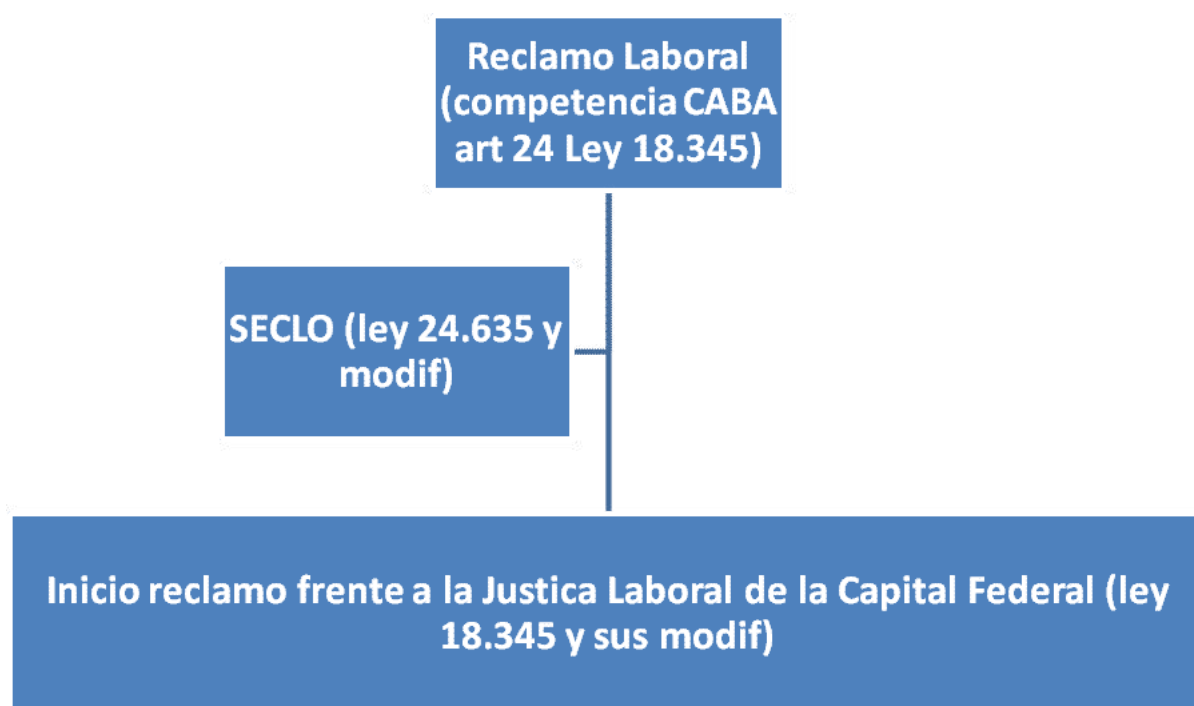 Reclamo Laboral
(competencia CABA
art 24 Ley 18.345)
SECLO (ley 24.635 y
modif)
Inicio reclamo frente a la Justica Laboral de la Capital Federal (ley
18.345 y sus modif)